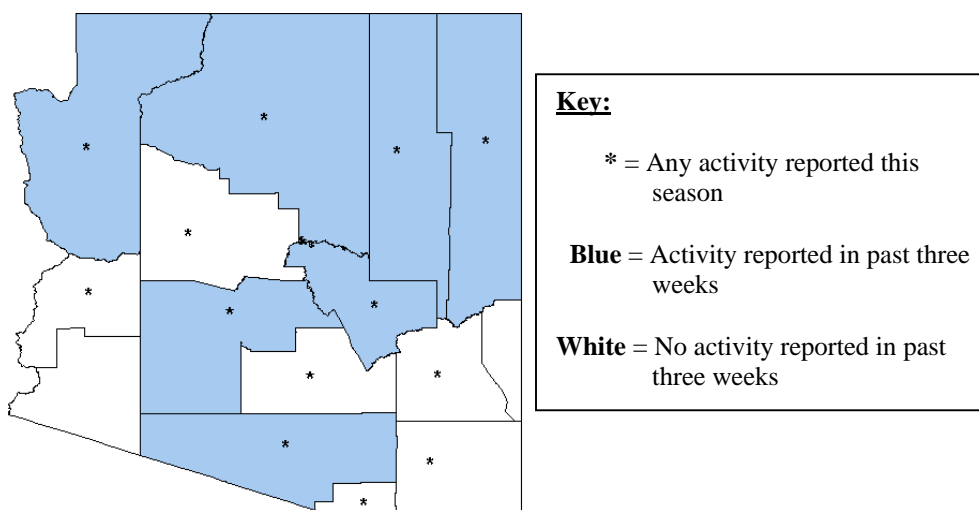 Key:
* = Any activity reported this
season
Blue = Activity reported in past three
weeks
White = No activity reported in past
three weeks